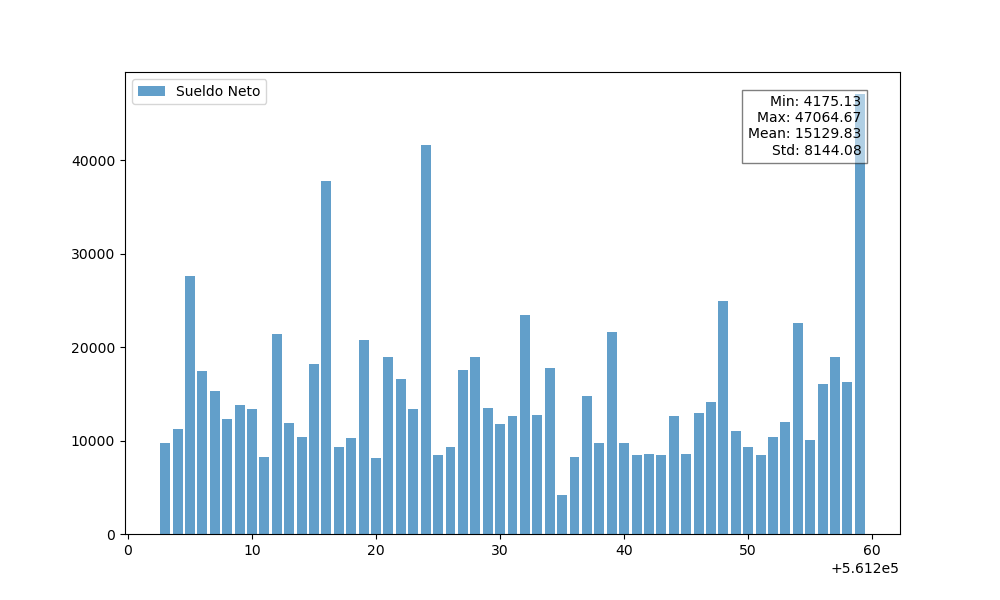 Sueldo Neto
Min: 4175.13
Max: 47064.67
Mean: 15129.83
Std: 8144.08
40000
30000
20000
10000
0
0 10 20 30 40 50 60
+5.612e5